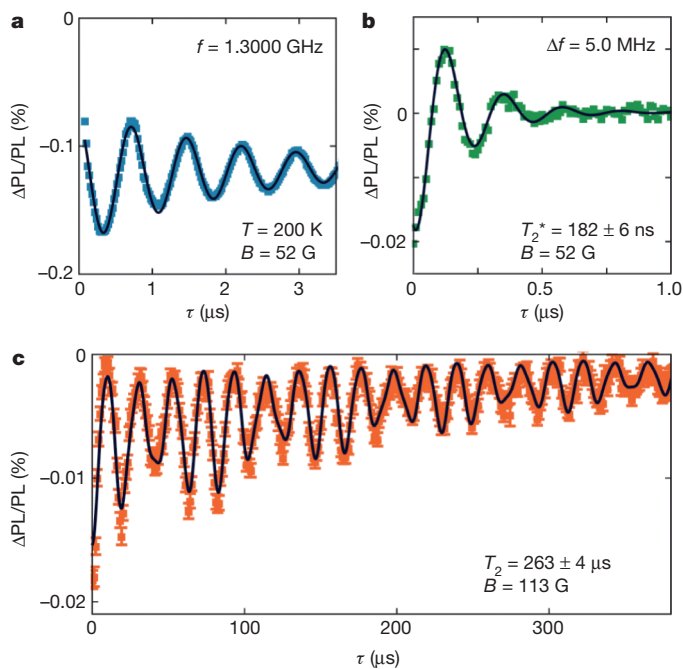 a
f = 1.3000 GHz
0
−0.1
−0.2
ΔPL/PL (%)
T = 200 K
B = 52 G
1
2
3
τ (μs)
b
Δf = 5.0 MHz
0
−0.02
ΔPL/PL (%)
T₂* = 182 ± 6 ns
B = 52 G
0
0.5
1.0
τ (μs)
c
0
−0.01
−0.02
ΔPL/PL (%)
T₂ = 263 ± 4 μs
B = 113 G
0
100
200
300
τ (μs)